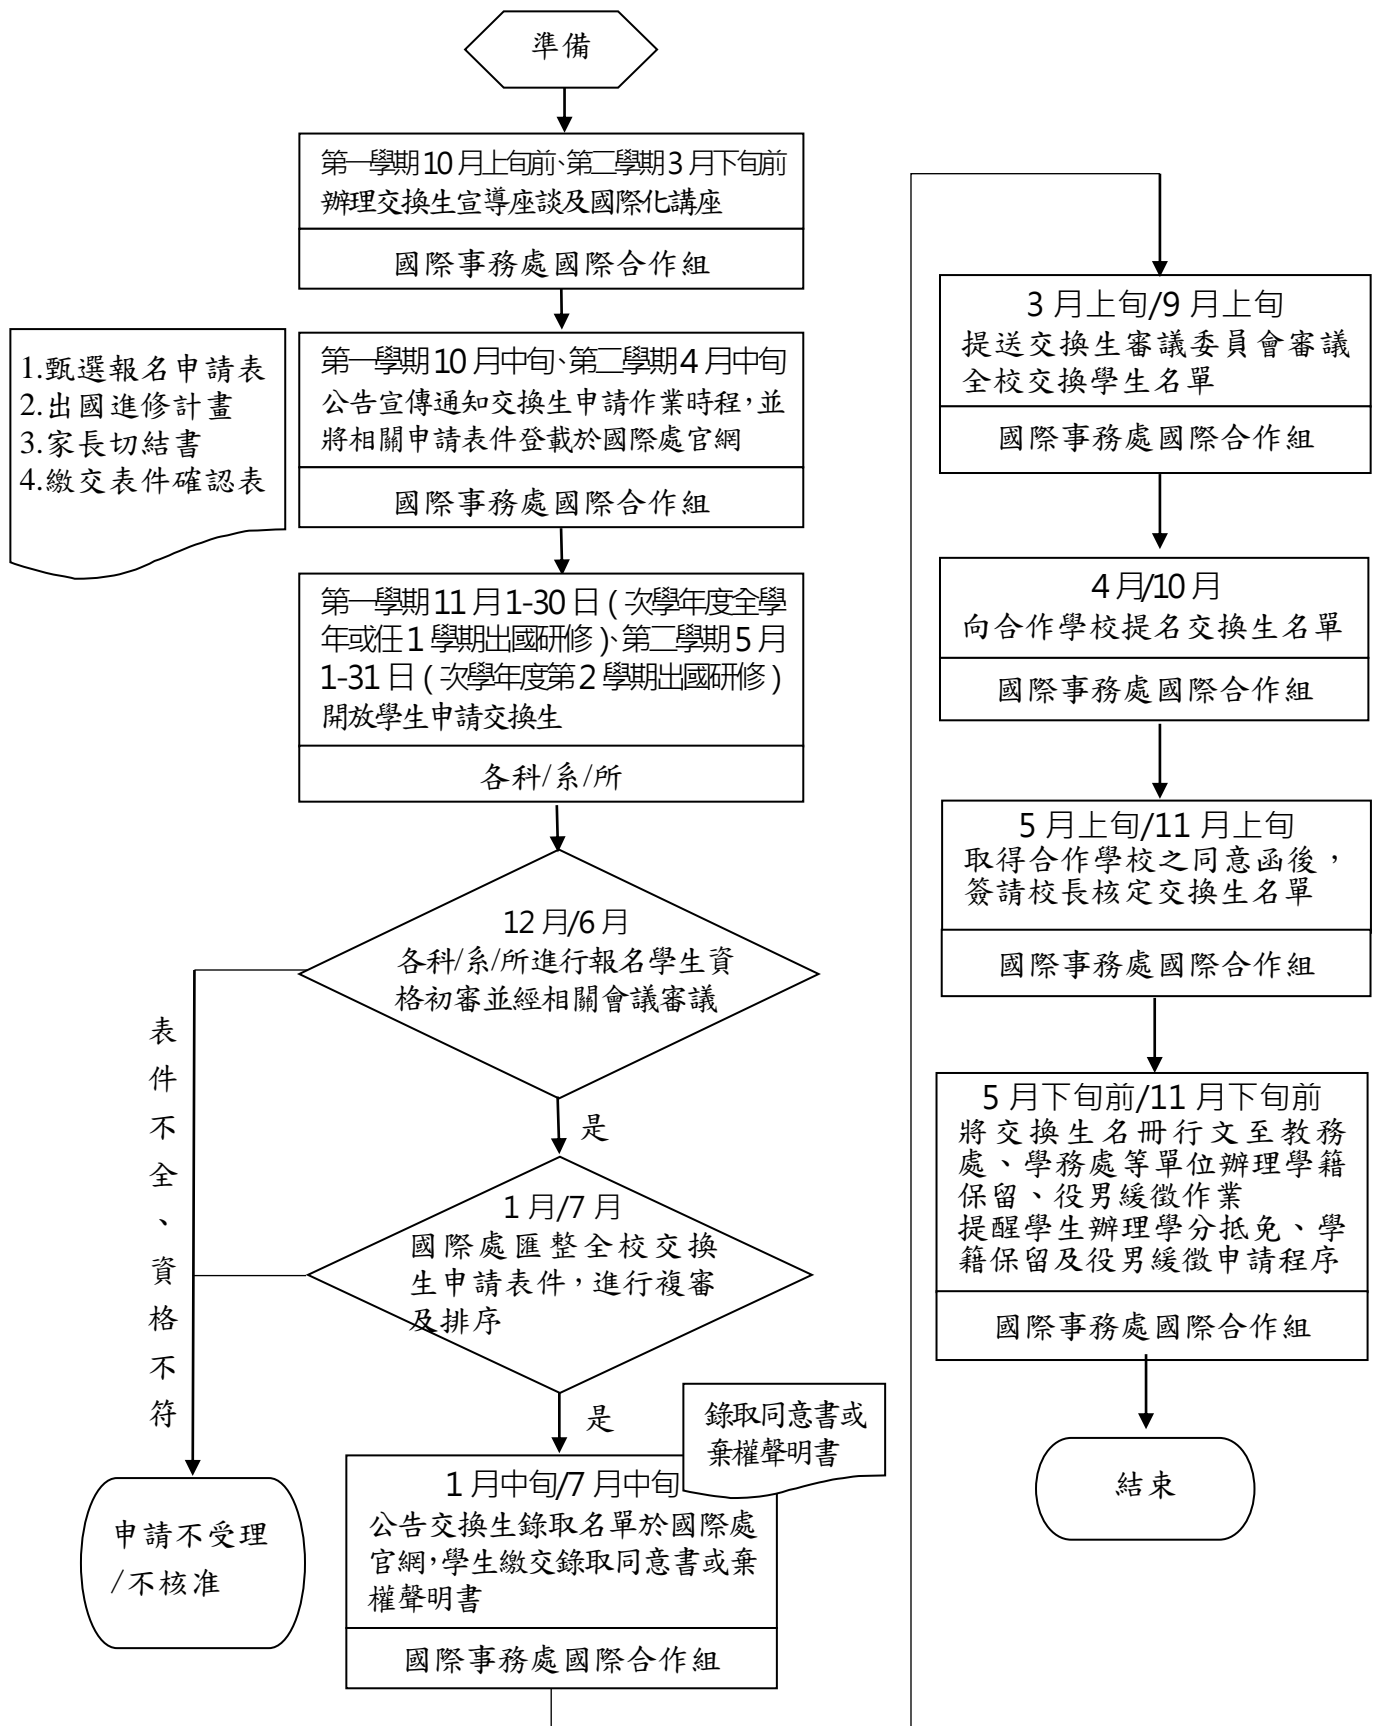 準備
第一學期10月上旬前、第二學期3月下旬前
辦理交換生宣導座談及國際化講座
國際事務處國際合作組
1.甄選報名申請表
2.出國進修計畫
3.家長切結書
4.繳交表件確認表
第一學期10月中旬、第二學期4月中旬
公告宣傳通知交換生申請作業時程，並
將相關申請表件登載於國際處官網
國際事務處國際合作組
第一學期11月1-30日（次學年度全學
年或任1學期出國研修）、第二學期5月
1-31日（次學年度第2學期出國研修）
開放學生申請交換生
各科/系/所
12月/6月
各科/系/所進行報名學生資
格初審並經相關會議審議
表件不全、資格不符
是
1月/7月
國際處匯整全校交換
生申請表件，進行複審
及排序
是
申請不受理
/不核准
錄取同意書或
棄權聲明書
1月中旬/7月中旬
公告交換生錄取名單於國際處
官網，學生繳交錄取同意書或棄
權聲明書
國際事務處國際合作組
3月上旬/9月上旬
提送交換生審議委員會審議
全校交換學生名單
國際事務處國際合作組
4月/10月
向合作學校提名交換生名單
國際事務處國際合作組
5月上旬/11月上旬
取得合作學校之同意函後，
簽請校長核定交換生名單
國際事務處國際合作組
5月下旬前/11月下旬前
將交換生名冊行文至教務
處、學務處等單位辦理學籍
保留、役男緩徵作業
提醒學生辦理學分抵免、學
籍保留及役男緩徵申請程序
國際事務處國際合作組
結束